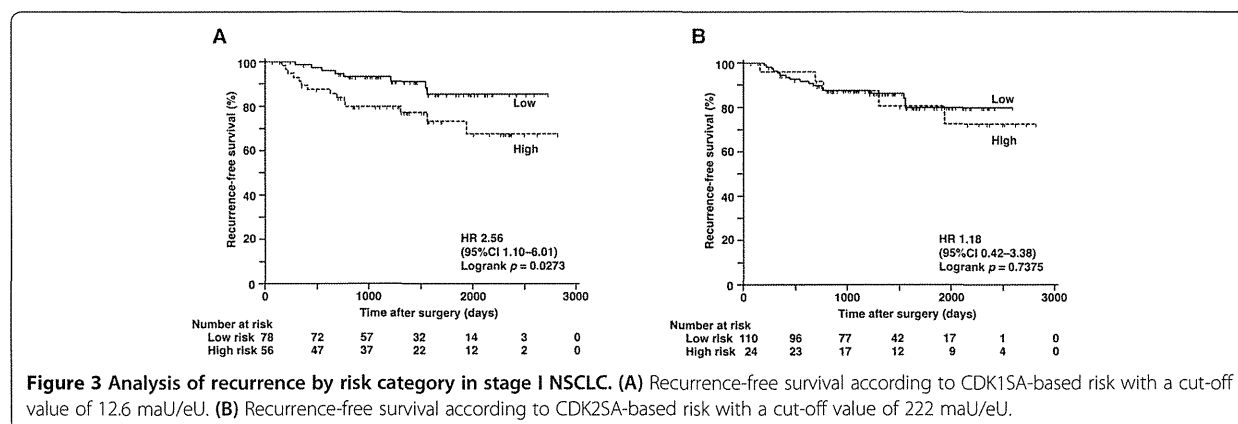 A
100
80
60
40
20
0
Recurrence-free survival (%)
Low
High
HR 2.56
(95%CI 1.10–6.01)
Logrank p = 0.0273
0 1000 2000 3000
Time after surgery (days)
Number at risk
Low risk 78 72 57 32 14 3 0
High risk 56 47 37 22 12 2 0
B
100
80
60
40
20
0
Recurrence-free survival (%)
Low
High
HR 1.18
(95%CI 0.42–3.38)
Logrank p = 0.7375
0 1000 2000 3000
Time after surgery (days)
Number at risk
Low risk 110 96 77 42 17 1 0
High risk 24 23 17 12 9 4 0
Figure 3 Analysis of recurrence by risk category in stage I NSCLC. (A) Recurrence-free survival according to CDK1SA-based risk with a cut-off
value of 12.6 maU/eU. (B) Recurrence-free survival according to CDK2SA-based risk with a cut-off value of 222 maU/eU.